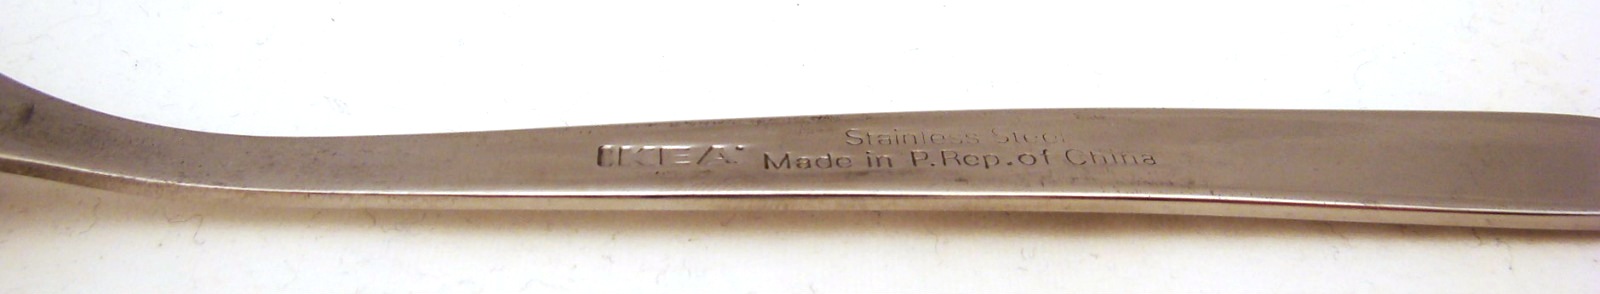 IKEA
Stainless Steel
Made in P.Rep.of China